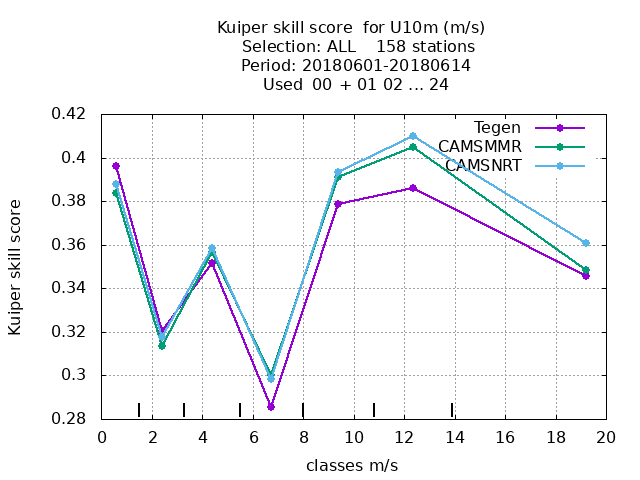 Kuiper skill score  for U10m (m/s)
Selection: ALL    158 stations
Period: 20180601-20180614
Used  00 + 01 02 ... 24
0.42
0.4
0.38
0.36
0.34
0.32
0.3
0.28
Kuiper skill score
Tegen
CAMSMMR
CAMSNRT
0 2 4 6 8 10 12 14 16 18 20
classes m/s